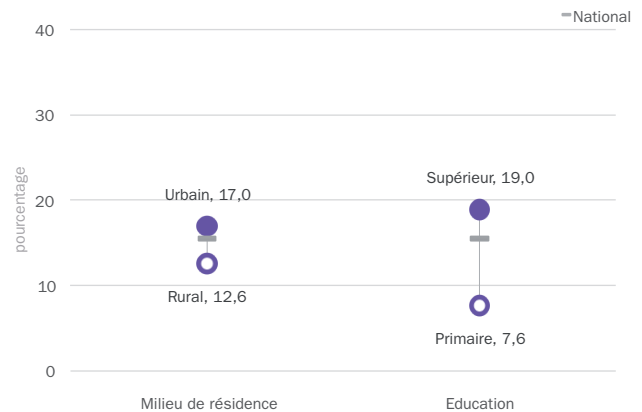 National
40
30
20
10
0
pourcentage
Urbain, 17,0
Rural, 12,6
Supérieur, 19,0
Primaire, 7,6
Milieu de résidence
Education